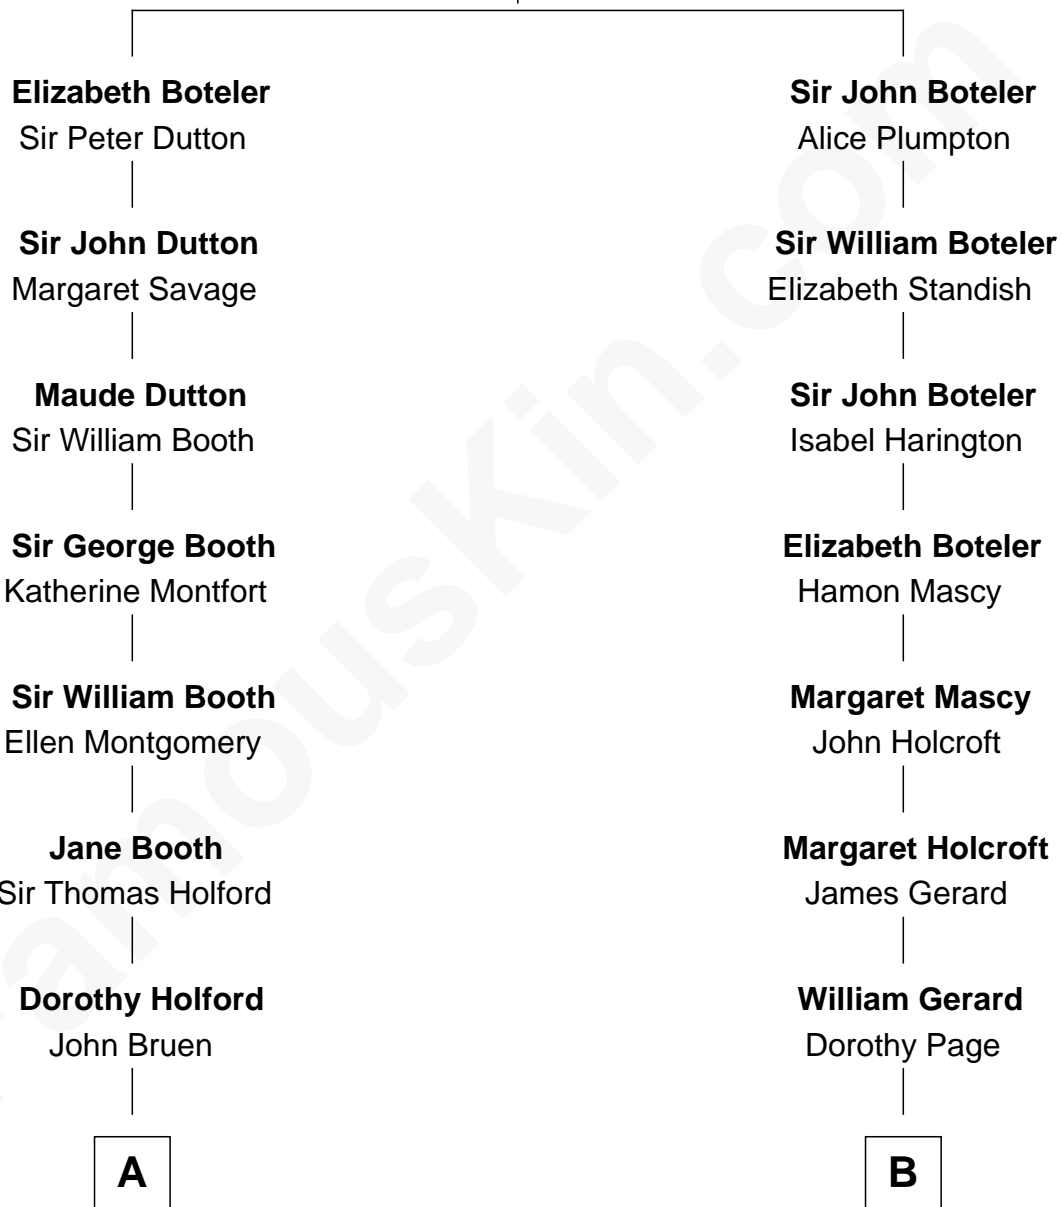 Elizabeth Boteler
Sir Peter Dutton
Sir John Dutton
Margaret Savage
Maude Dutton
Sir William Booth
Sir George Booth
Katherine Montfort
Sir William Booth
Ellen Montgomery
Jane Booth
Sir Thomas Holford
Dorothy Holford
John Bruen
A
Sir John Boteler
Alice Plumpton
Sir William Boteler
Elizabeth Standish
Sir John Boteler
Isabel Harington
Elizabeth Boteler
Hamon Mascy
Margaret Mascy
John Holcroft
Margaret Holcroft
James Gerard
William Gerard
Dorothy Page
B
famousKin.com